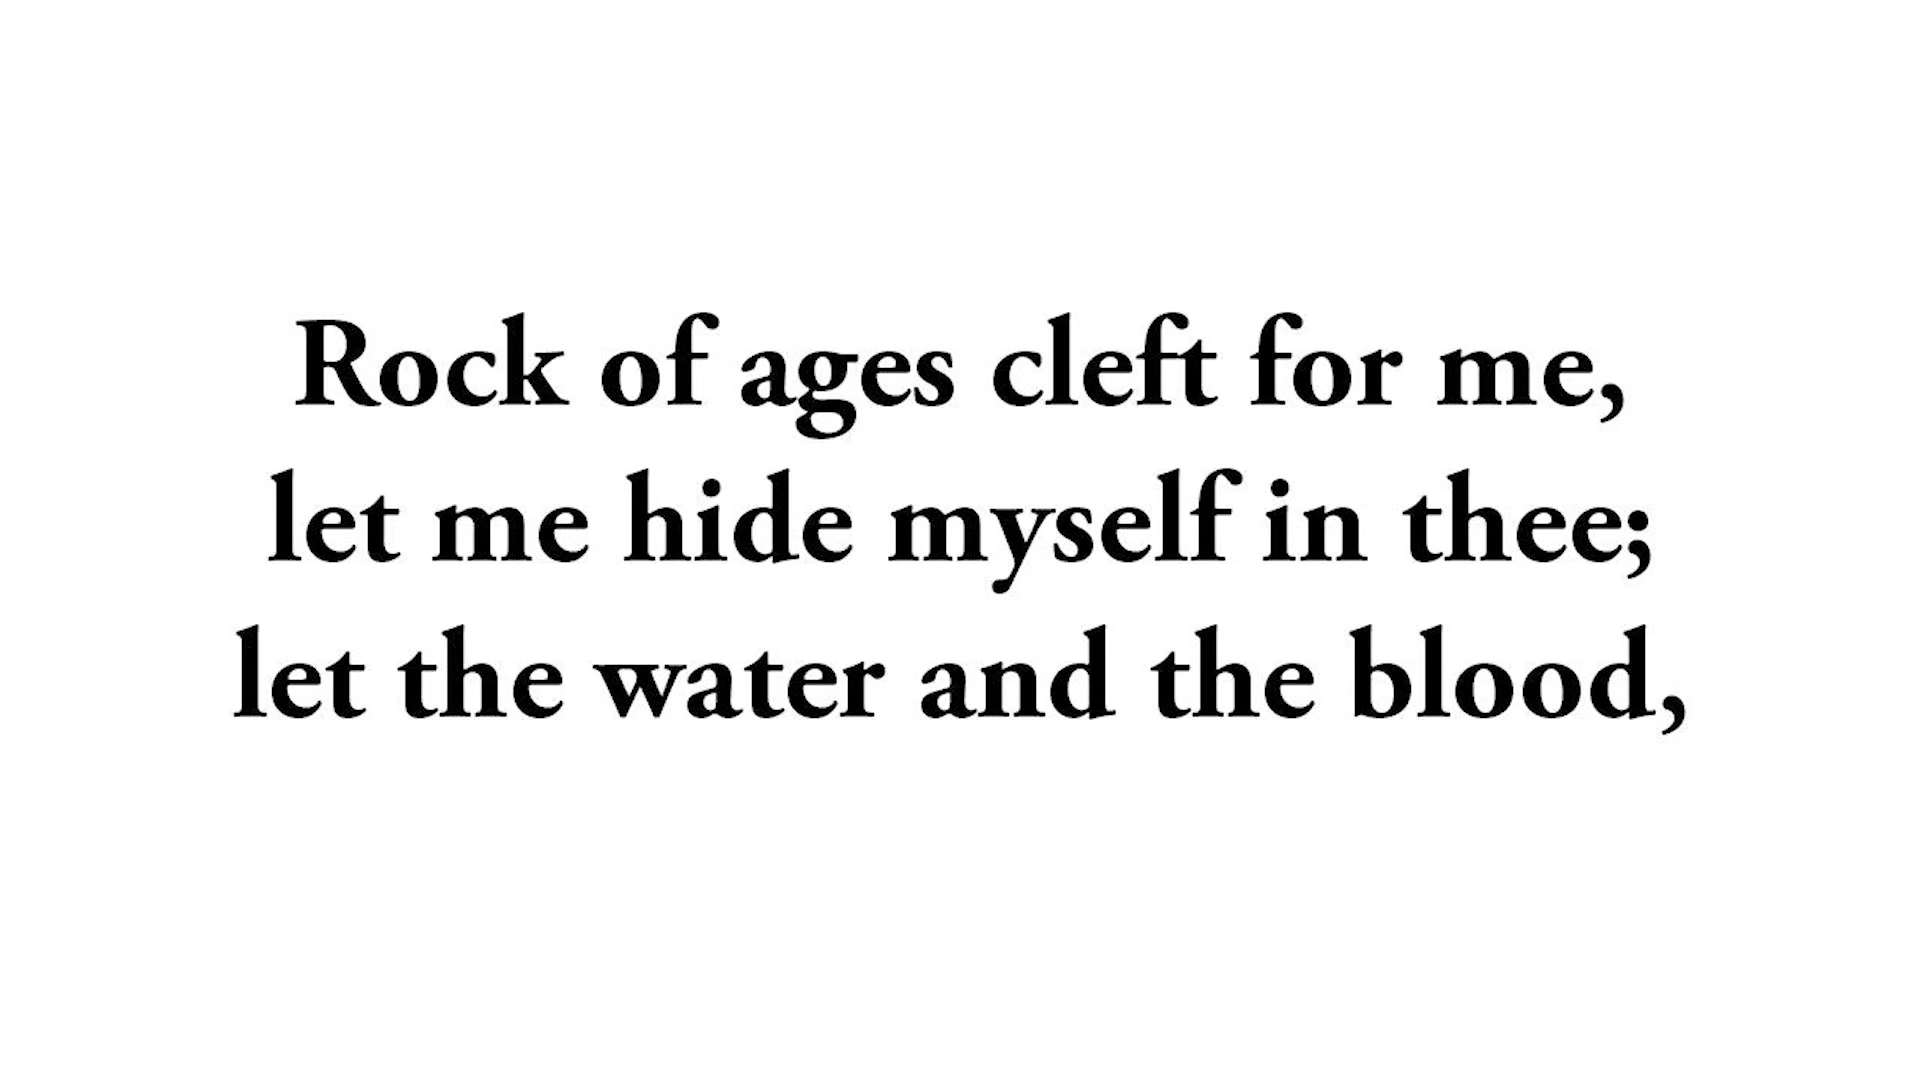 Rock of ages cleft for me,
let me hide myself in thee;
let the water and the blood,